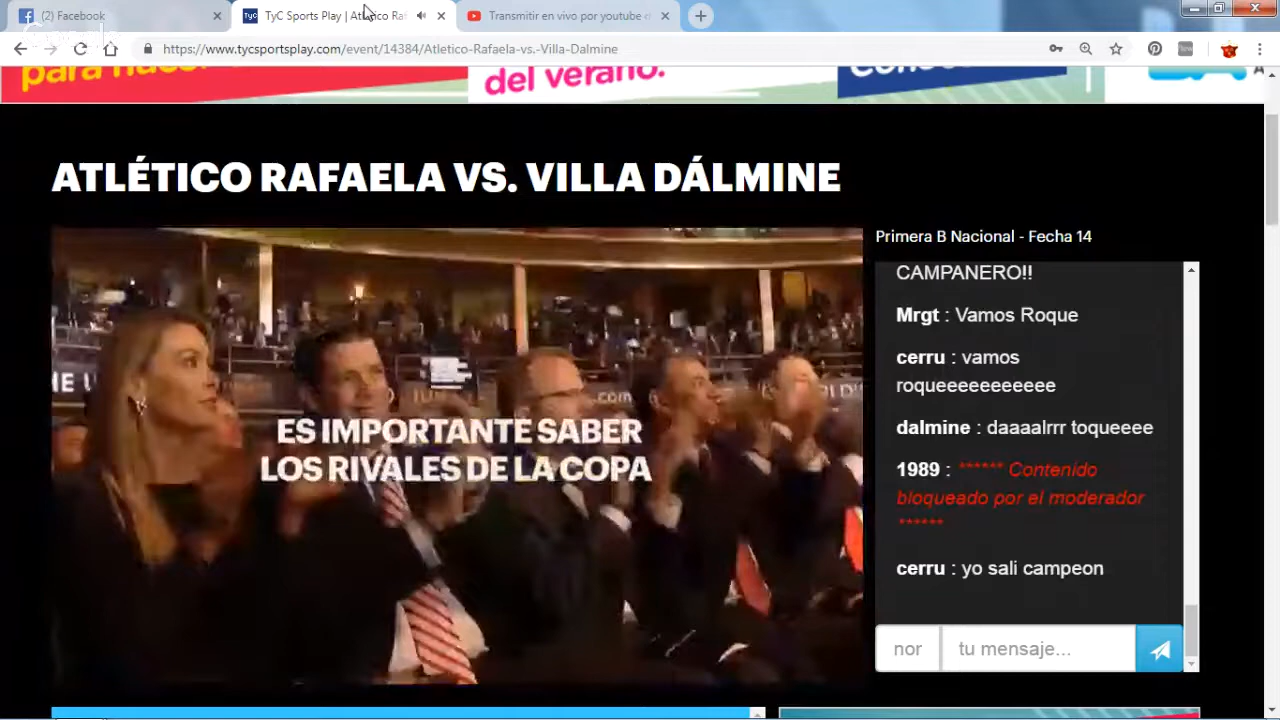 (2) Facebook
TyC Sports Play | Atlético Ra
Transmitir en vivo por youtube
https://www.tycsportsplay.com/event/14384/Atletico-Rafaela-vs.-Villa-Dalmine
del verano.
ATLÉTICO RAFAELA VS. VILLA DÁLMINE
Primera B Nacional - Fecha 14
CAMPANERO!!
Mrgt : Vamos Roque
cerru : vamos
roqueeeeeeeeeee
dalmine : daaaalrrr toqueeee
1989 : ****** Contenido
bloqueado por el moderador
******
cerru : yo sali campeon
ES IMPORTANTE SABER
LOS RIVALES DE LA COPA
.com
nor
tu mensaje...